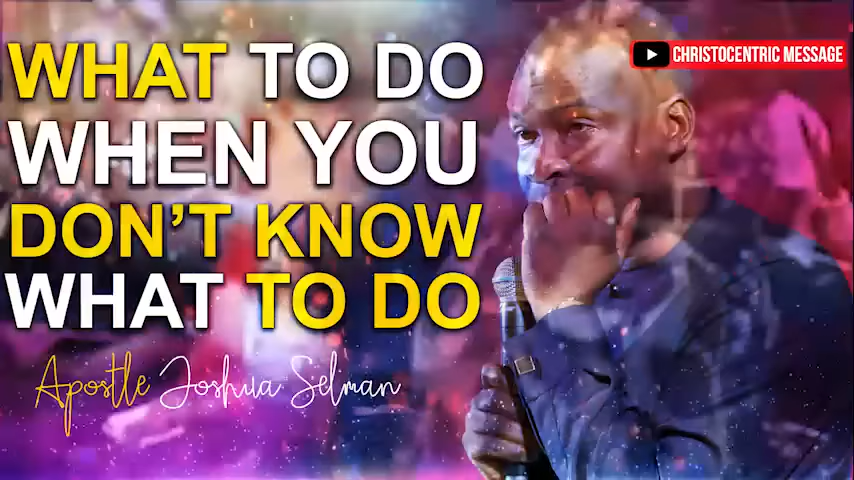 WHAT TO DO
WHEN YOU
DON'T KNOW
WHAT TO DO
Apostle Joshua Selman
CHRISTOCENTRIC MESSAGE